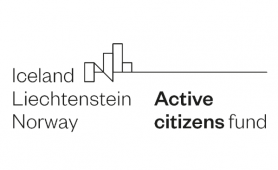 Iceland
Liechtenstein
Norway
Active
citizens fund